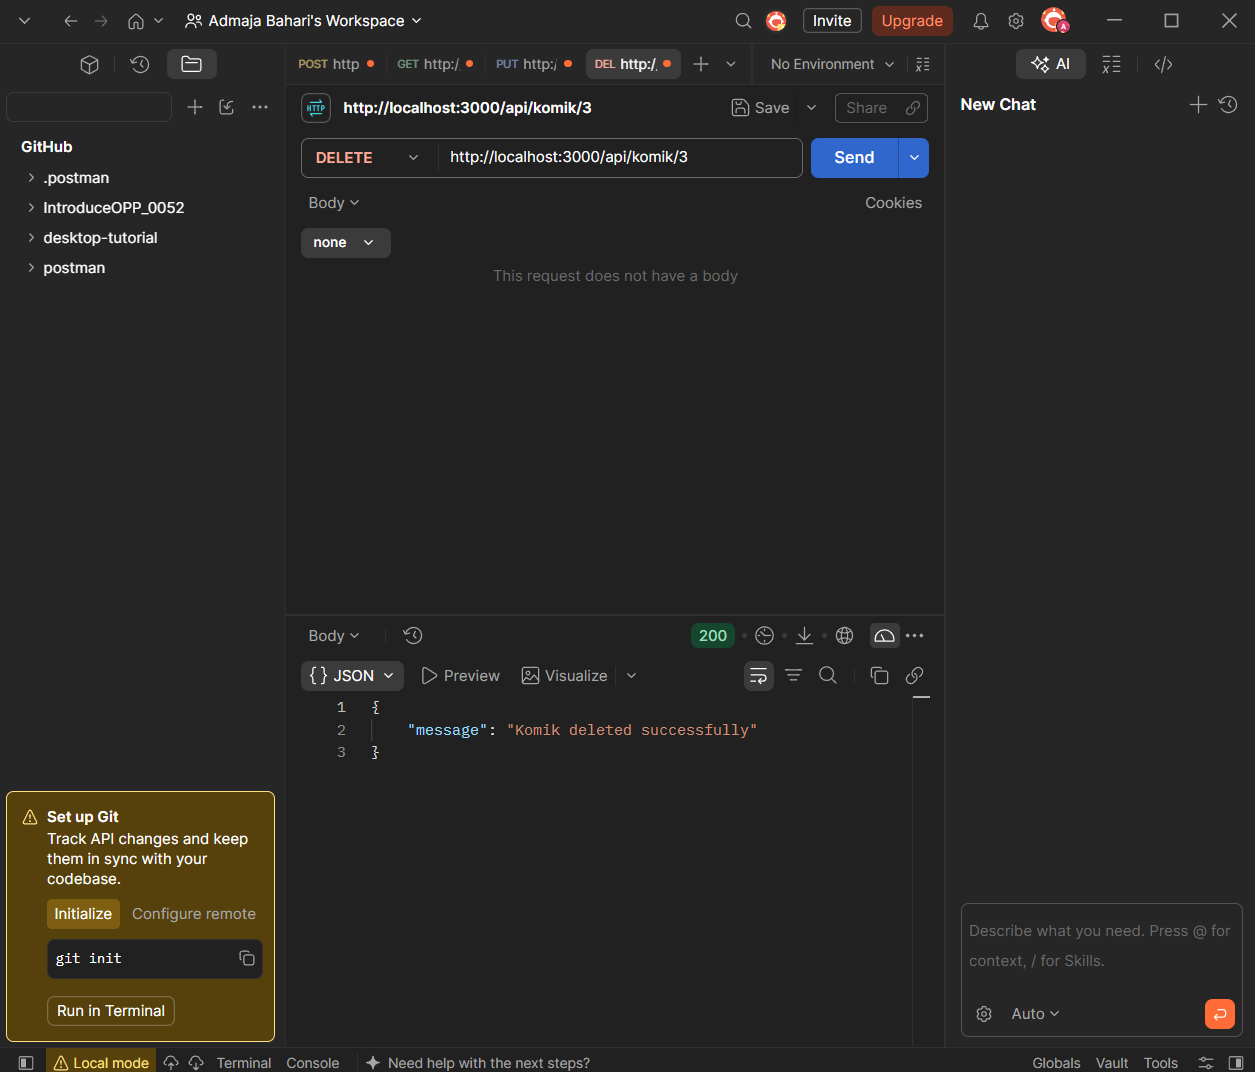 Admaja Bahari's Workspace
Invite
Upgrade
A
POST http
GET http:/
PUT http:/
DEL http:/.
No Environment
AI
HTTP
http://localhost:3000/api/komik/3
Save
Share
New Chat
GitHub
.postman
IntroduceOPP_0052
desktop-tutorial
postman
DELETE
http://localhost:3000/api/komik/3
Send
Body
Cookies
none
This request does not have a body
Body
200
{} JSON
Preview
Visualize
1 {
2 "message": "Komik deleted successfully"
3 }
Set up Git
Track API changes and keep
them in sync with your
codebase.
Initialize
Configure remote
git init
Run in Terminal
Describe what you need. Press @ for
context, / for Skills.
Auto
Local mode
Terminal
Console
Need help with the next steps?
Globals
Vault
Tools